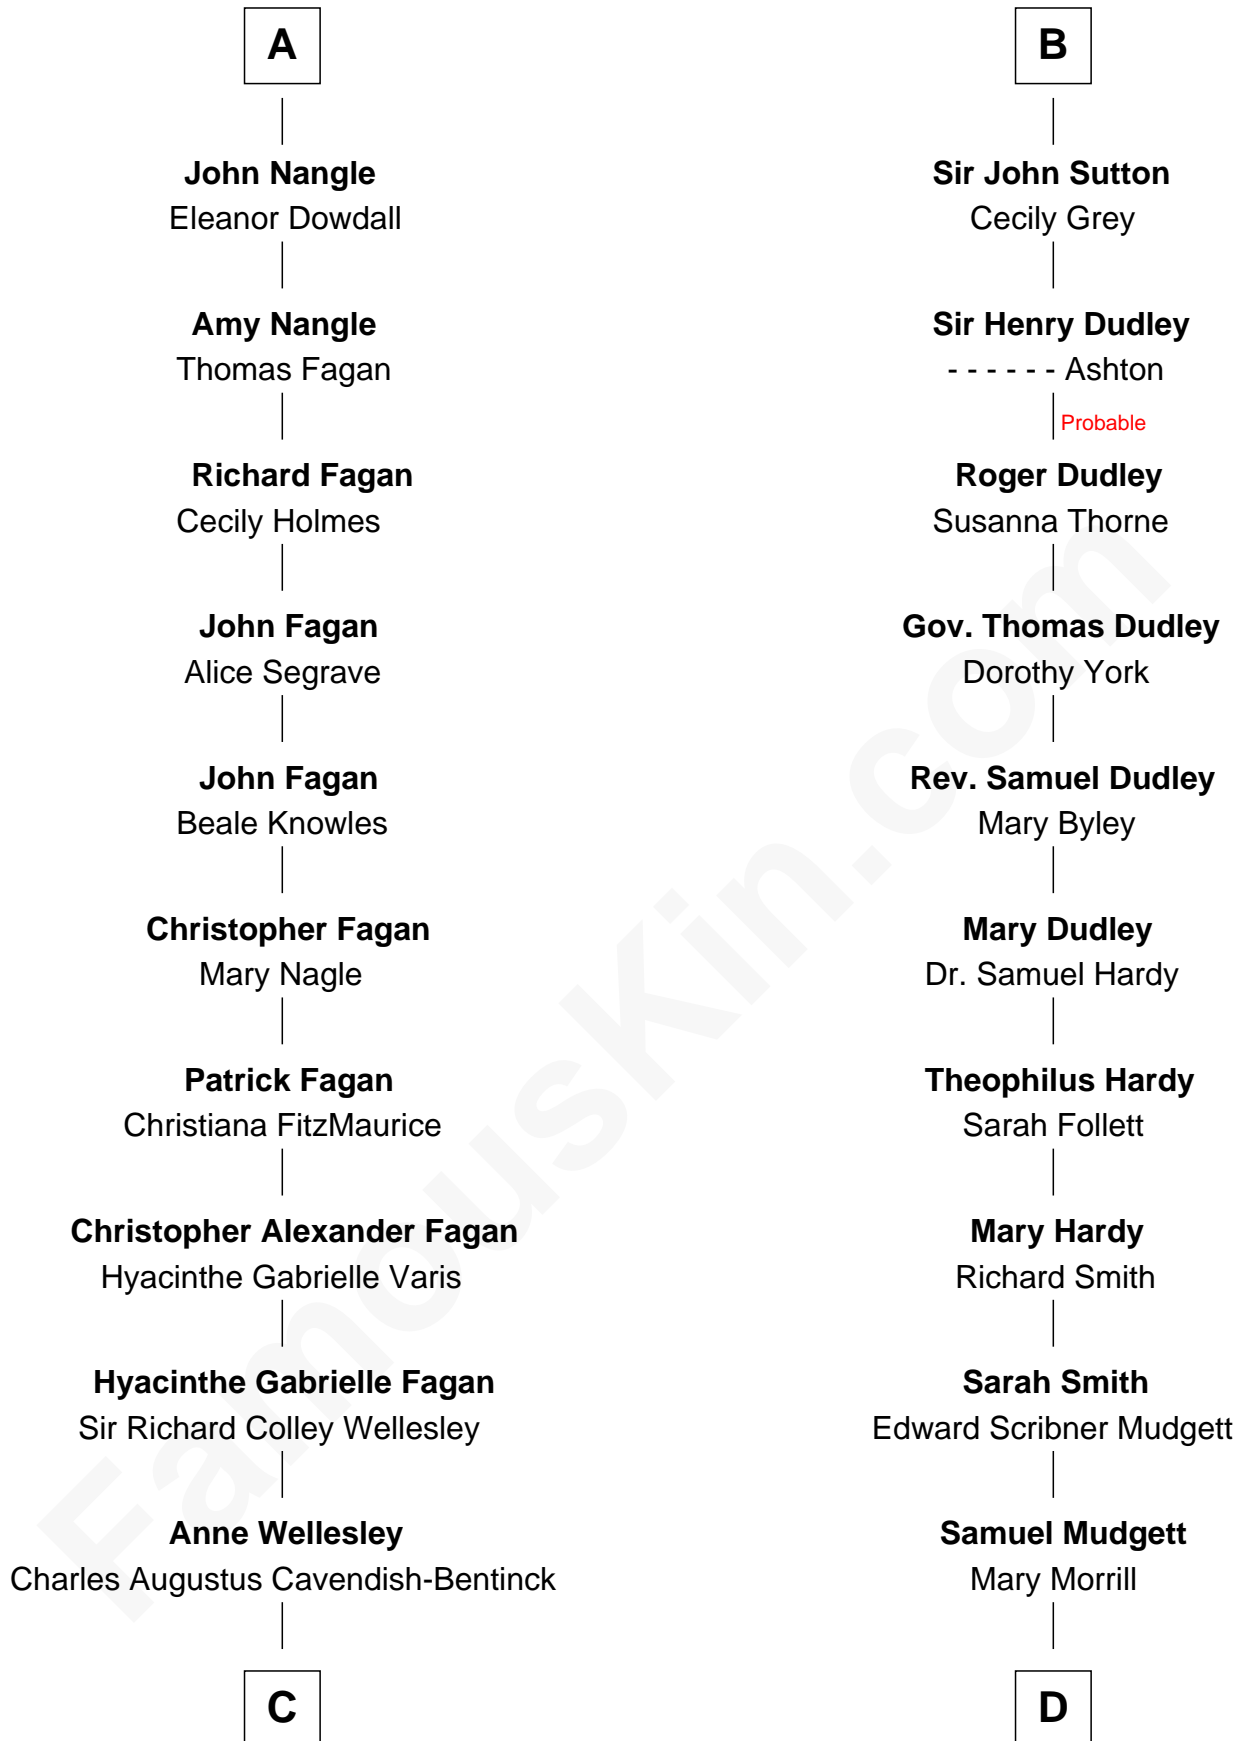 A
John Nangle
Eleanor Dowdall
Amy Nangle
Thomas Fagan
Richard Fagan
Cecily Holmes
John Fagan
Alice Segrave
John Fagan
Beale Knowles
Christopher Fagan
Mary Nagle
Patrick Fagan
Christiana FitzMaurice
Christopher Alexander Fagan
Hyacinthe Gabrielle Varis
Hyacinthe Gabrielle Fagan
Sir Richard Colley Wellesley
Anne Wellesley
Charles Augustus Cavendish-Bentinck
C
B
Sir John Sutton
Cecily Grey
Sir Henry Dudley
- - - - - - Ashton
Probable
Roger Dudley
Susanna Thorne
Gov. Thomas Dudley
Dorothy York
Rev. Samuel Dudley
Mary Byley
Mary Dudley
Dr. Samuel Hardy
Theophilus Hardy
Sarah Follett
Mary Hardy
Richard Smith
Sarah Smith
Edward Scribner Mudgett
Samuel Mudgett
Mary Morrill
D
FamousKin.com